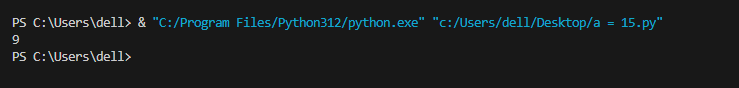 PS C:\Users\dell> & "C:/Program Files/Python312/python.exe" "c:/Users/dell/Desktop/a = 15.py"
9
PS C:\Users\dell>